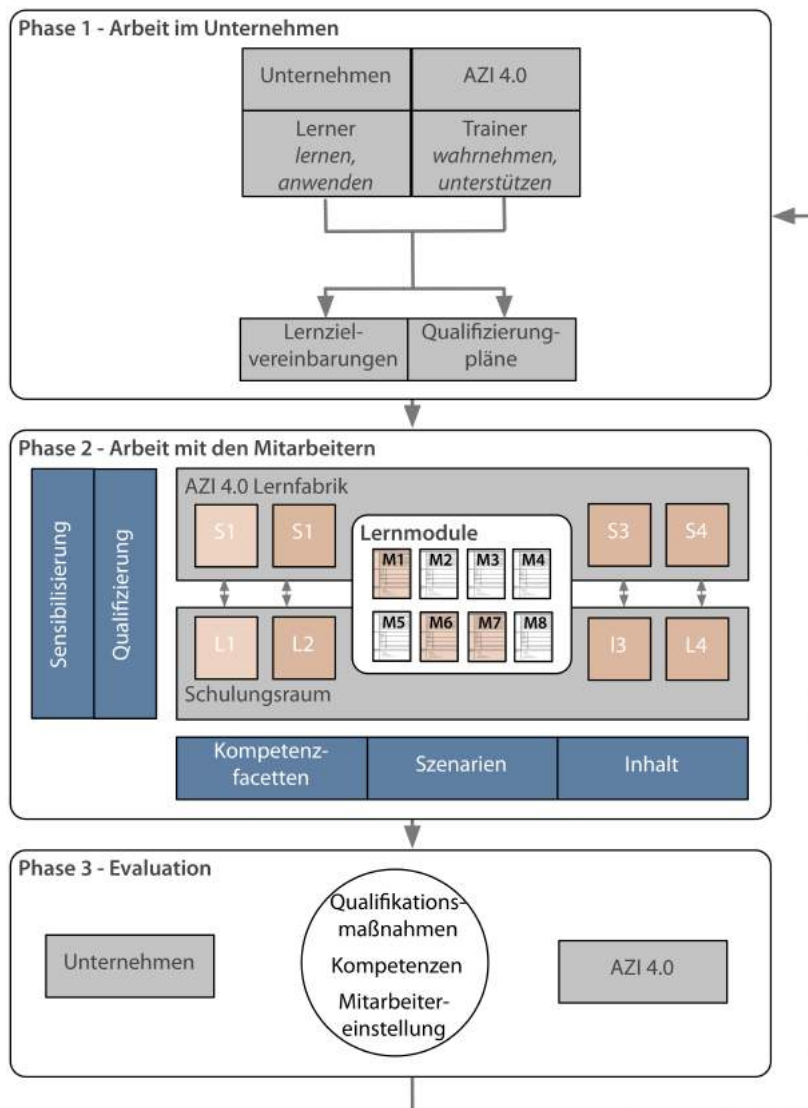 Phase 1 - Arbeit im Unternehmen
Unternehmen
AZI 4.0
Lerner
lernen,
anwenden
Trainer
wahrnehmen,
unterstützen
Lernziel-
vereinbarungen
Qualifizierung-
pläne
Phase 2 - Arbeit mit den Mitarbeitern
Sensibilisierung
Qualifizierung
AZI 4.0 Lernfabrik
S1
S1
Lernmodule
S3
S4
M1
M2
M3
M4
M5
M6
M7
M8
L1
L2
I3
L4
Schulungsraum
Kompetenz-
facetten
Szenarien
Inhalt
Phase 3 - Evaluation
Unternehmen
Qualifikations-
maßnahmen
Kompetenzen
Mitarbeiter-
einstellung
AZI 4.0